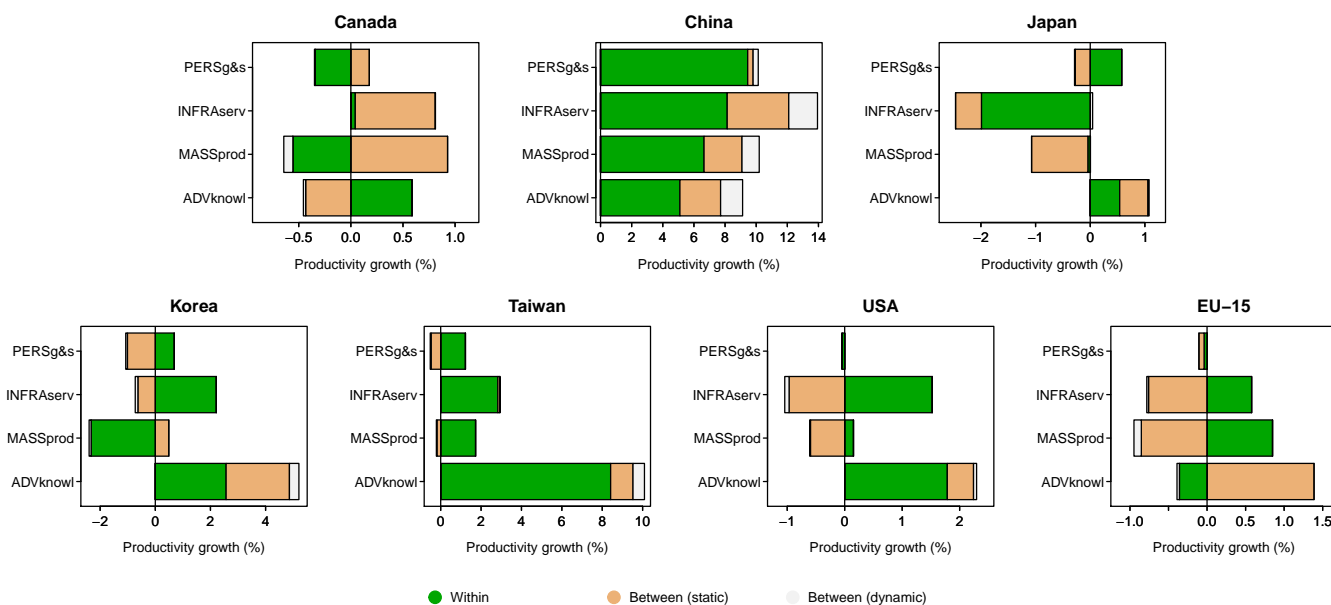 Canada
China
Japan
PERSg&s
INFRAserv
MASSprod
ADVknowl
−0.5 0.0 0.5 1.0
Productivity growth (%)
PERSg&s
INFRAserv
MASSprod
ADVknowl
0 2 4 6 8 10 12 14
Productivity growth (%)
PERSg&s
INFRAserv
MASSprod
ADVknowl
−2 −1 0 1
Productivity growth (%)
Korea
Taiwan
USA
EU−15
PERSg&s
INFRAserv
MASSprod
ADVknowl
−2 0 2 4
Productivity growth (%)
PERSg&s
INFRAserv
MASSprod
ADVknowl
0 2 4 6 8 10
Productivity growth (%)
PERSg&s
INFRAserv
MASSprod
ADVknowl
−1 0 1 2
Productivity growth (%)
PERSg&s
INFRAserv
MASSprod
ADVknowl
−1.0 0.0 0.5 1.0 1.5
Productivity growth (%)
Within Between (static) Between (dynamic)